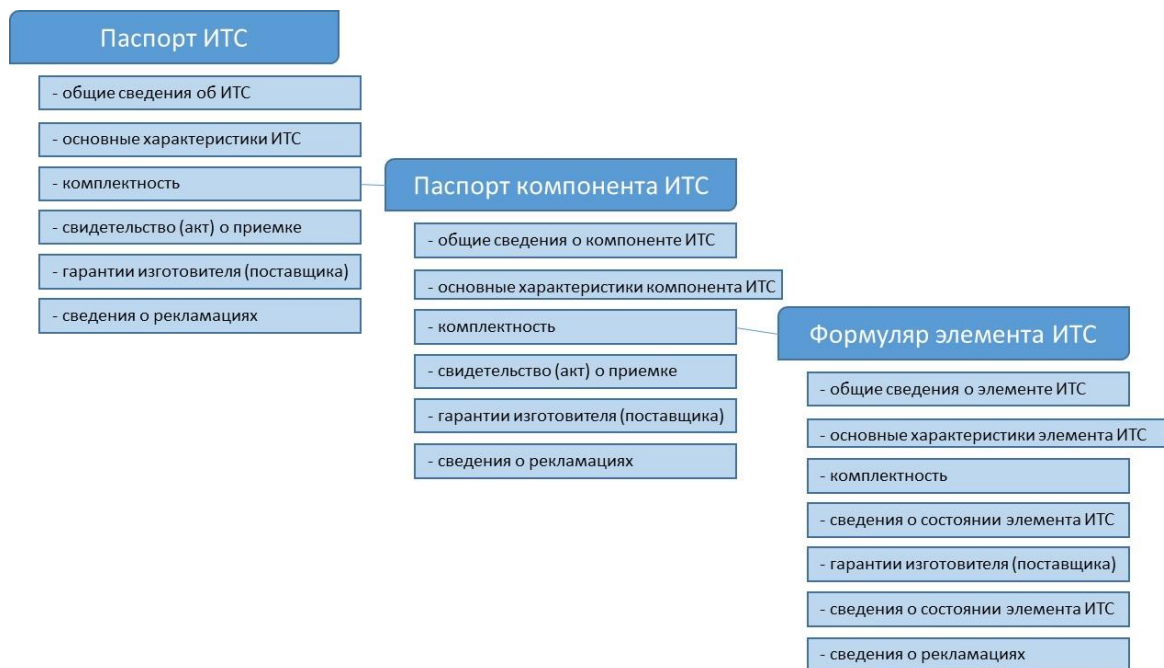 Паспорт ИТС
- общие сведения об ИТС
- основные характеристики ИТС
- комплектность
- свидетельство (акт) о приемке
- гарантии изготовителя (поставщика)
- сведения о рекламациях
Паспорт компонента ИТС
- общие сведения о компоненте ИТС
- основные характеристики компонента ИТС
- комплектность
- свидетельство (акт) о приемке
- гарантии изготовителя (поставщика)
- сведения о рекламациях
Формуляр элемента ИТС
- общие сведения о элементе ИТС
- основные характеристики элемента ИТС
- комплектность
- сведения о состоянии элемента ИТС
- гарантии изготовителя (поставщика)
- сведения о состоянии элемента ИТС
- сведения о рекламациях